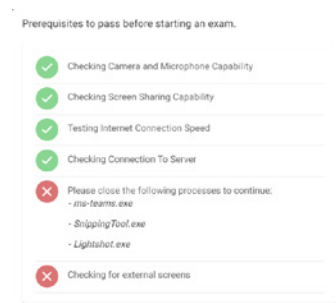 Prerequisites to pass before starting an exam.
Checking Camera and Microphone Capability
Checking Screen Sharing Capability
Testing Internet Connection Speed
Checking Connection To Server
Please close the following processes to continue:
- ms-teams.exe
- SnippingTool.exe
- Lightshot.exe
Checking for external screens